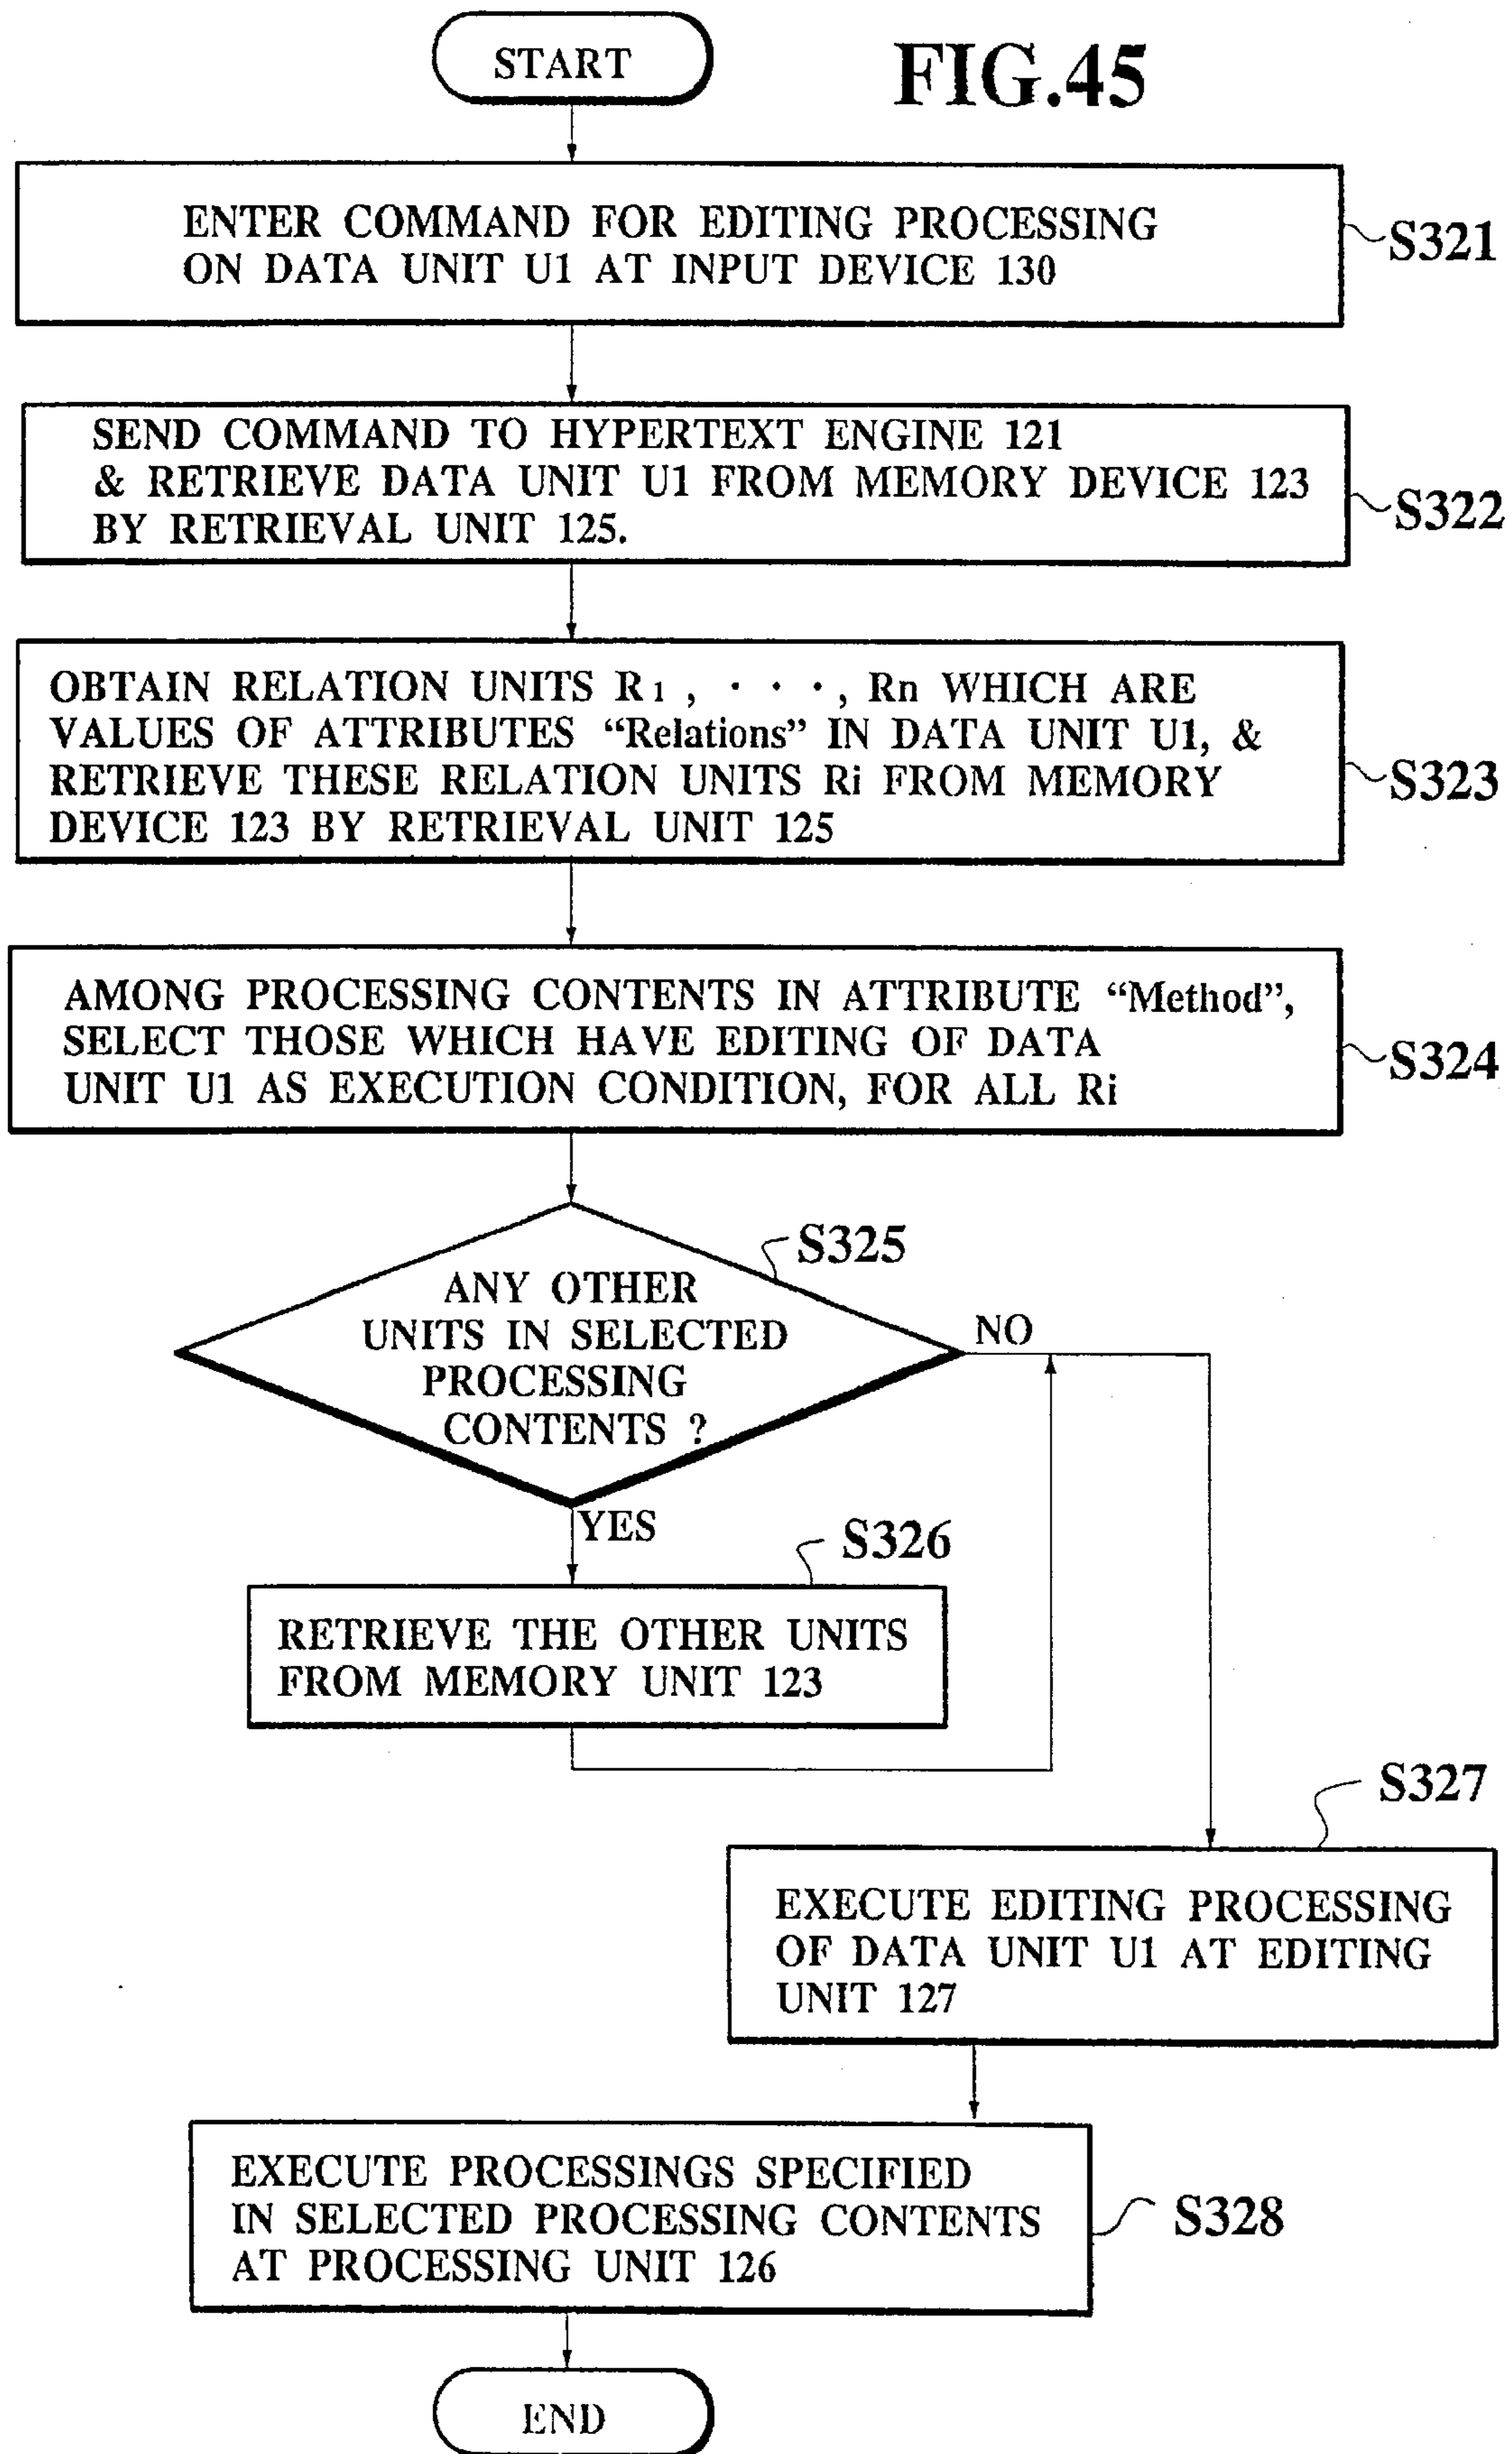 START
FIG.45
ENTER COMMAND FOR EDITING PROCESSING
ON DATA UNIT U1 AT INPUT DEVICE 130
S321
SEND COMMAND TO HYPERTEXT ENGINE 121
& RETRIEVE DATA UNIT U1 FROM MEMORY DEVICE 123
BY RETRIEVAL UNIT 125.
S322
OBTAIN RELATION UNITS R1 , · · ·, Rn WHICH ARE
VALUES OF ATTRIBUTES “Relations” IN DATA UNIT U1, &
RETRIEVE THESE RELATION UNITS Ri FROM MEMORY
DEVICE 123 BY RETRIEVAL UNIT 125
S323
AMONG PROCESSING CONTENTS IN ATTRIBUTE “Method”,
SELECT THOSE WHICH HAVE EDITING OF DATA
UNIT U1 AS EXECUTION CONDITION, FOR ALL Ri
S324
S325
ANY OTHER
UNITS IN SELECTED
PROCESSING
CONTENTS ?
NO
YES
S326
RETRIEVE THE OTHER UNITS
FROM MEMORY UNIT 123
S327
EXECUTE EDITING PROCESSING
OF DATA UNIT U1 AT EDITING
UNIT 127
EXECUTE PROCESSINGS SPECIFIED
IN SELECTED PROCESSING CONTENTS
AT PROCESSING UNIT 126
S328
END